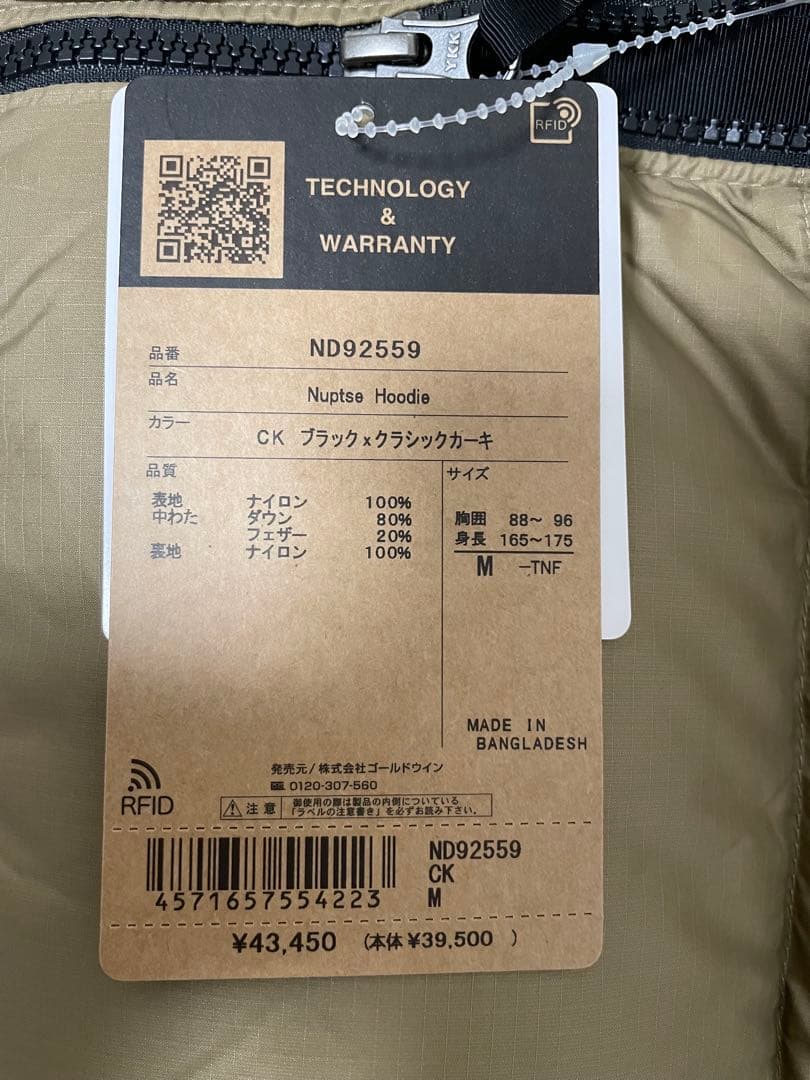 YKK
RFID
TECHNOLOGY
&
WARRANTY
品番 ND92559
品名 Nuptse Hoodie
カラー CK ブラックxクラシックカーキ
品質
表地 ナイロン 100%
中わた ダウン 80%
フェザー 20%
裏地 ナイロン 100%
サイズ
胸囲 88~ 96
身長 165~175
M -TNF
MADE IN
BANGLADESH
RFID
発売元/株式会社ゴールドウイン
0120-307-560
注意 御使用の際は製品の内側についている
「ラベルの注意書き」を必ずお読み下さい。
4571657554223
ND92559
CK
M
¥43,450 (本体¥39,500 )